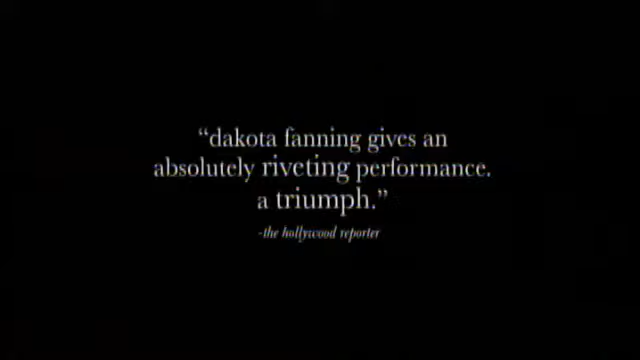 “dakota fanning gives an
absolutely riveting performance.
a triumph.”
-the hollywood reporter